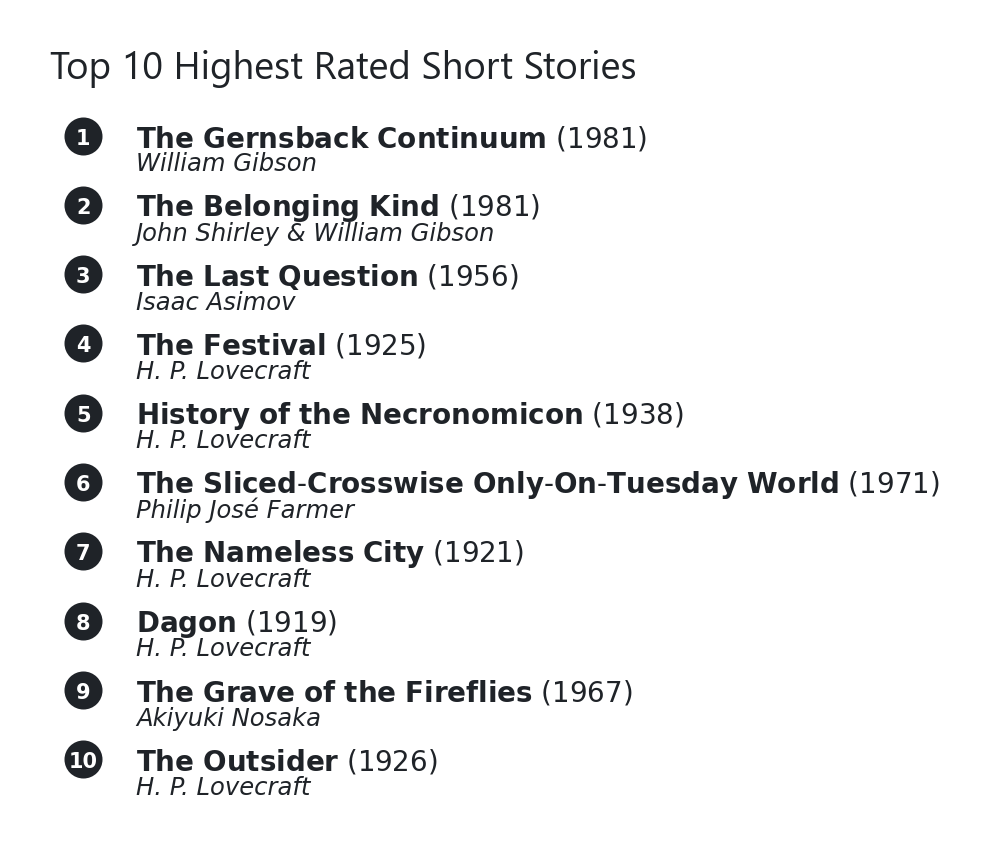 Top 10 Highest Rated Short Stories
1 The Gernsback Continuum (1981)
William Gibson
2 The Belonging Kind (1981)
John Shirley & William Gibson
3 The Last Question (1956)
Isaac Asimov
4 The Festival (1925)
H. P. Lovecraft
5 History of the Necronomicon (1938)
H. P. Lovecraft
6 The Sliced-Crosswise Only-On-Tuesday World (1971)
Philip José Farmer
7 The Nameless City (1921)
H. P. Lovecraft
8 Dagon (1919)
H. P. Lovecraft
9 The Grave of the Fireflies (1967)
Akiyuki Nosaka
10 The Outsider (1926)
H. P. Lovecraft